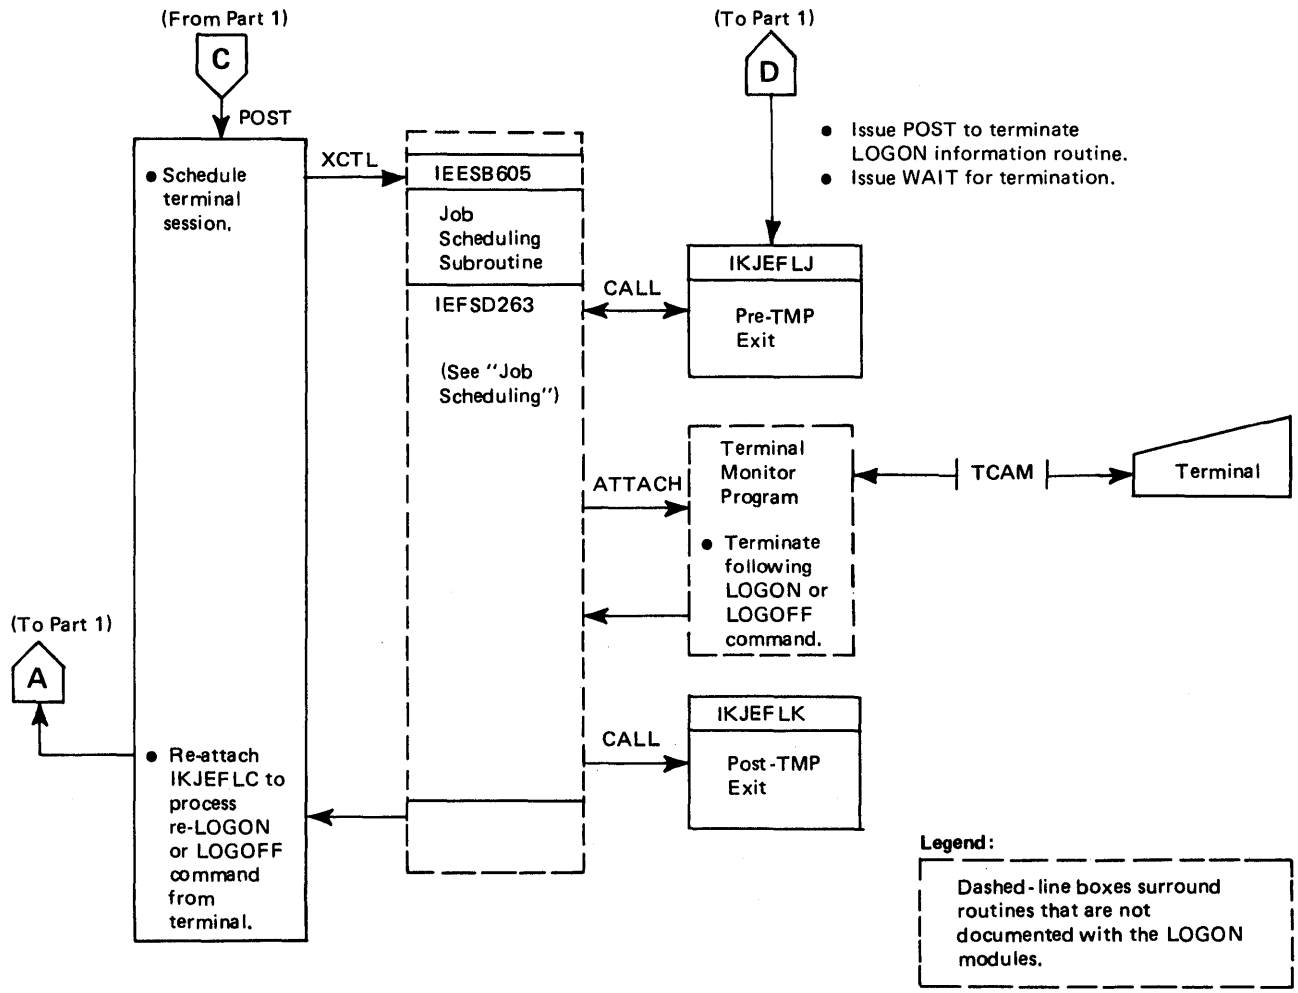 (From Part 1)
C
POST
● Schedule
terminal
session.
XCTL
IEESB605
Job
Scheduling
Subroutine
IEFSD263
(See "Job
Scheduling")
(To Part 1)
D
● Issue POST to terminate
LOGON information routine.
● Issue WAIT for termination.
IKJEFLJ
CALL
Pre-TMP
Exit
ATTACH
Terminal
Monitor
Program
● Terminate
following
LOGON or
LOGOFF
command.
TCAM
Terminal
(To Part 1)
A
● Re-attach
IKJEFLC to
process
re-LOGON
or LOGOFF
command
from
terminal.
CALL
IKJEFLK
Post-TMP
Exit
Legend:
Dashed-line boxes surround
routines that are not
documented with the LOGON
modules.